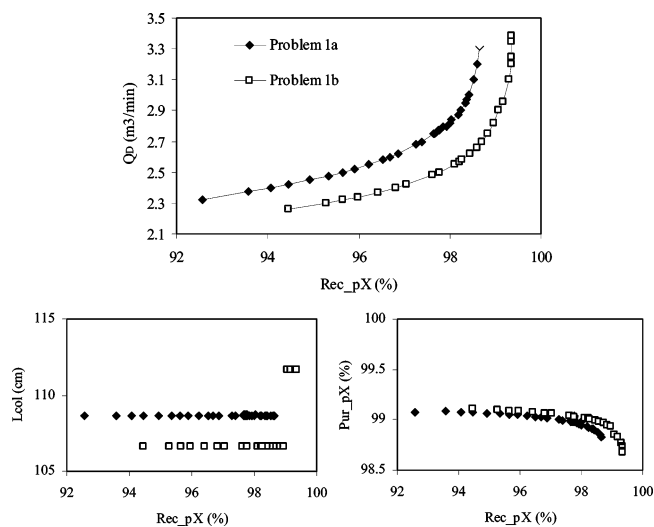 3.5
3.3
3.1
2.9
2.7
2.5
2.3
2.1
QD (m3/min)
Problem 1a
Problem 1b
92 94 96 98 100
Rec_pX (%)
115
110
105
Lcol (cm)
92 94 96 98 100
Rec_pX (%)
100
99.5
99
98.5
Pur_pX (%)
92 94 96 98 100
Rec_pX (%)